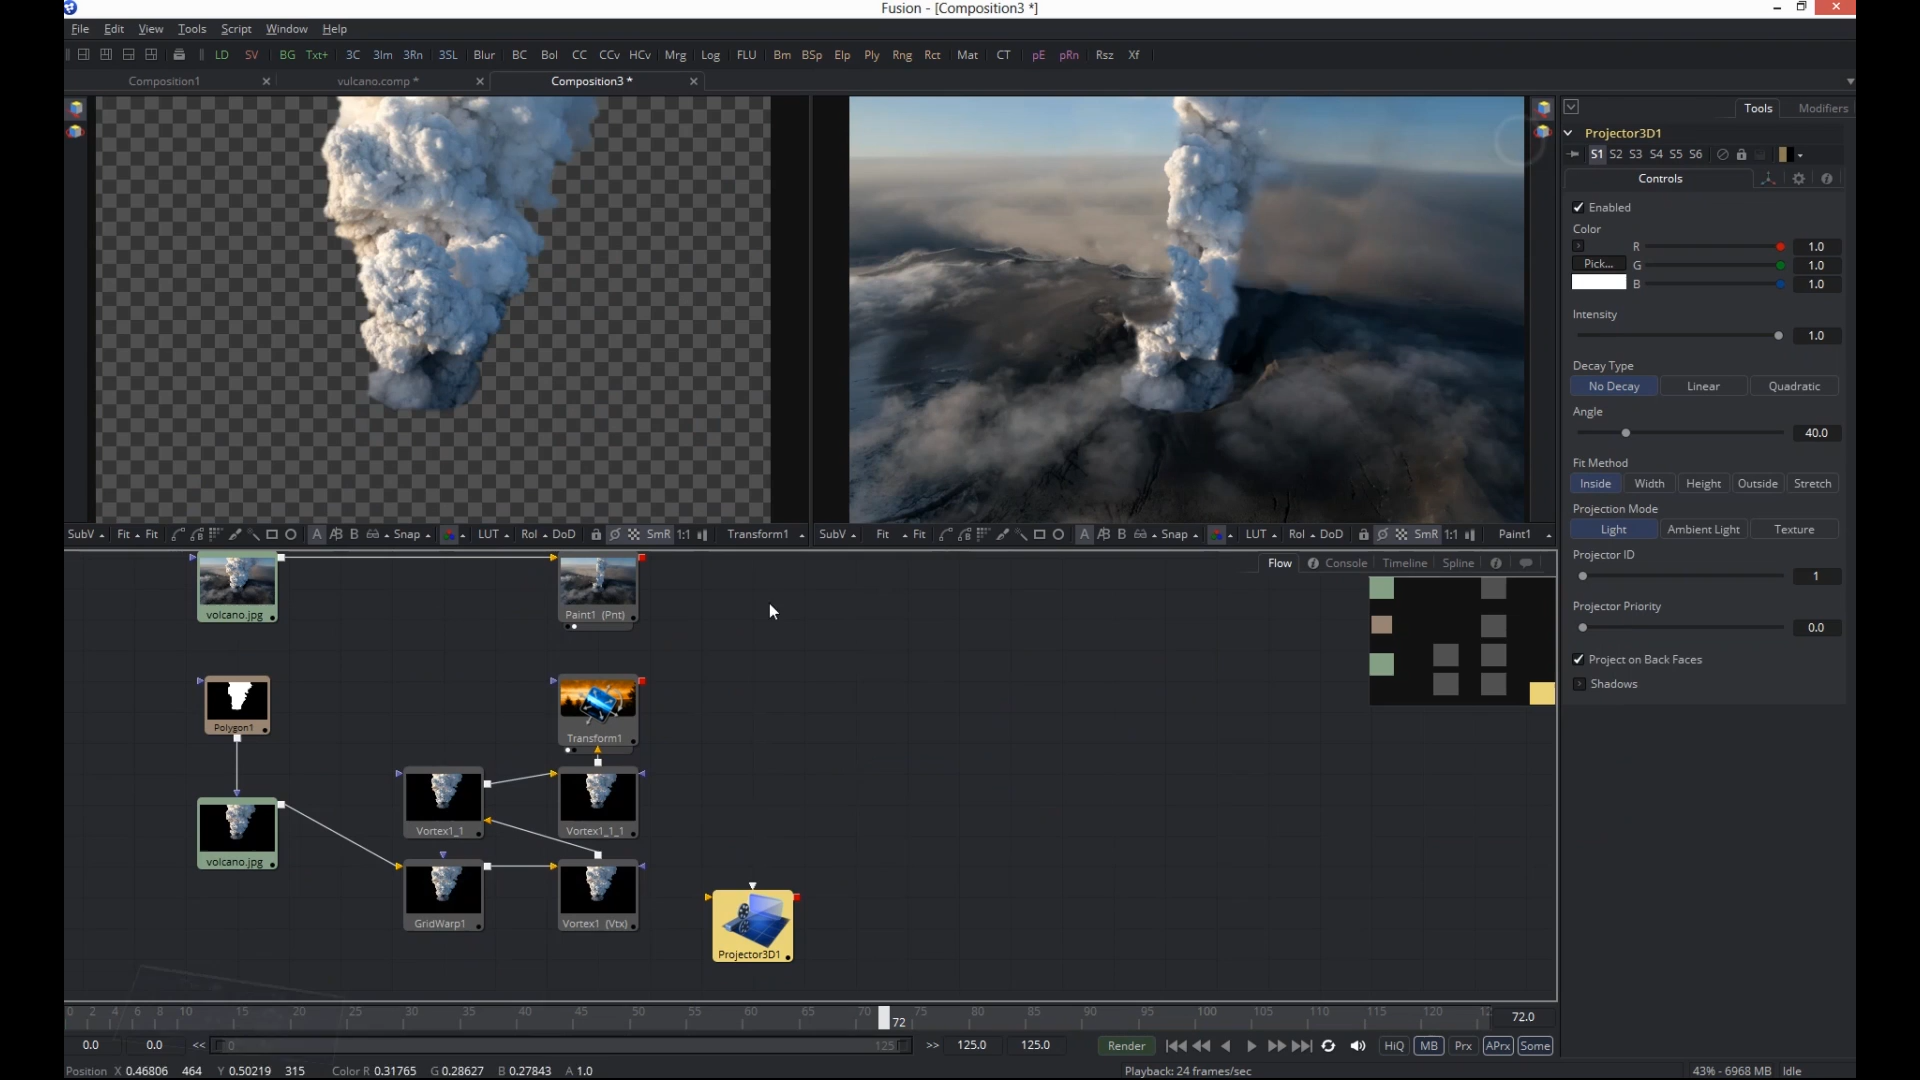 Fusion - [Composition3 *]
File Edit View Tools Script Window Help
LD SV BG Txt+ 3C 3Im 3Rn 3SL Blur BC Bol CC CCv HCv Mrg Log FLU Bm BSp Elp Ply Rng Rct Mat CT pE pRn Rsz Xf
Composition1 vulcano.comp * Composition3 *
Tools Modifiers
Projector3D1
S1 S2 S3 S4 S5 S6
Controls
Enabled
Color
R 1.0
Pick... G 1.0
B 1.0
Intensity
1.0
Decay Type
No Decay Linear Quadratic
Angle
40.0
Fit Method
Inside Width Height Outside Stretch
Projection Mode
Light Ambient Light Texture
Projector ID
1
Projector Priority
0.0
Project on Back Faces
Shadows
SubV Fit Fit A B Snap LUT RoI DoD SmR 1:1 Transform1
SubV Fit Fit A B Snap LUT RoI DoD SmR 1:1 Paint1
Flow Console Timeline Spline
volcano.jpg
Paint1 (Pnt)
Polygon1
Transform1
Vortex1_1
Vortex1_1_1
volcano.jpg
GridWarp1
Vortex1 (Vtx)
Projector3D1
0 2 4 6 8 10 15 20 25 30 35 40 45 50 55 60 65 70 72 75 80 85 90 95 100 105 110 115 120 72.0
0.0 0.0 << 0 125 >> 125.0 125.0 Render HiQ MB Prx APrx Some
Position X 0.46806 464 Y 0.50219 315 Color R 0.31765 G 0.28627 B 0.27843 A 1.0 Playback: 24 frames/sec 43% - 6968 MB Idle